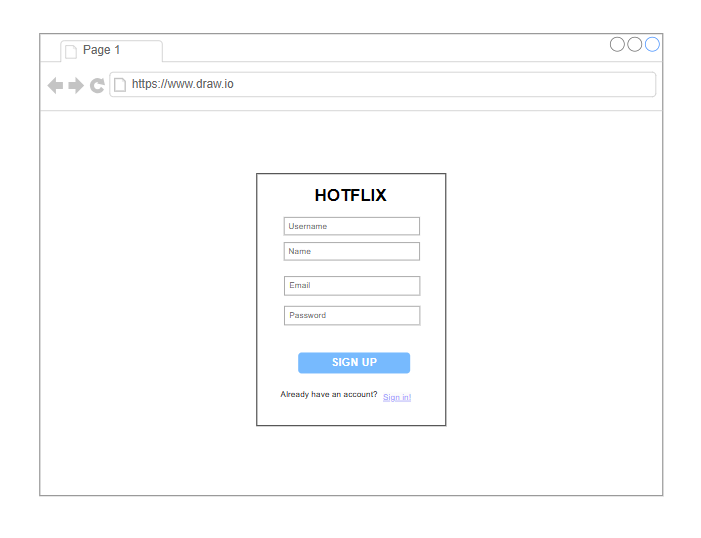 Page 1
https://www.draw.io
HOTFLIX
Username
Name
Email
Password
SIGN UP
Already have an account? Sign in!